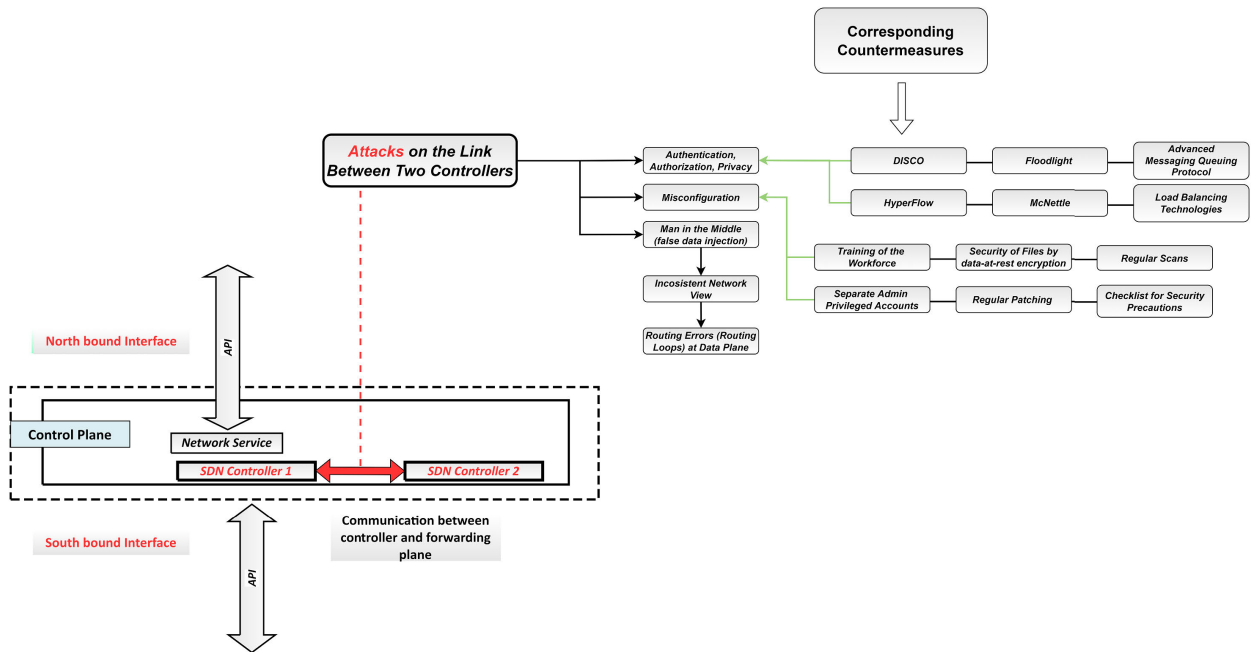 Corresponding
Countermeasures
Attacks on the Link
Between Two Controllers
Authentication,
Authorization, Privacy
DISCO
Floodlight
Advanced
Messaging Queuing
Protocol
Misconfiguration
HyperFlow
McNettle
Load Balancing
Technologies
Man in the Middle
(false data injection)
Training of the
Workforce
Security of Files by
data-at-rest encryption
Regular Scans
Incosistent Network
View
Separate Admin
Privileged Accounts
Regular Patching
Checklist for Security
Precautions
Routing Errors (Routing
Loops) at Data Plane
North bound Interface
API
Control Plane
Network Service
SDN Controller 1
SDN Controller 2
South bound Interface
API
Communication between
controller and forwarding
plane